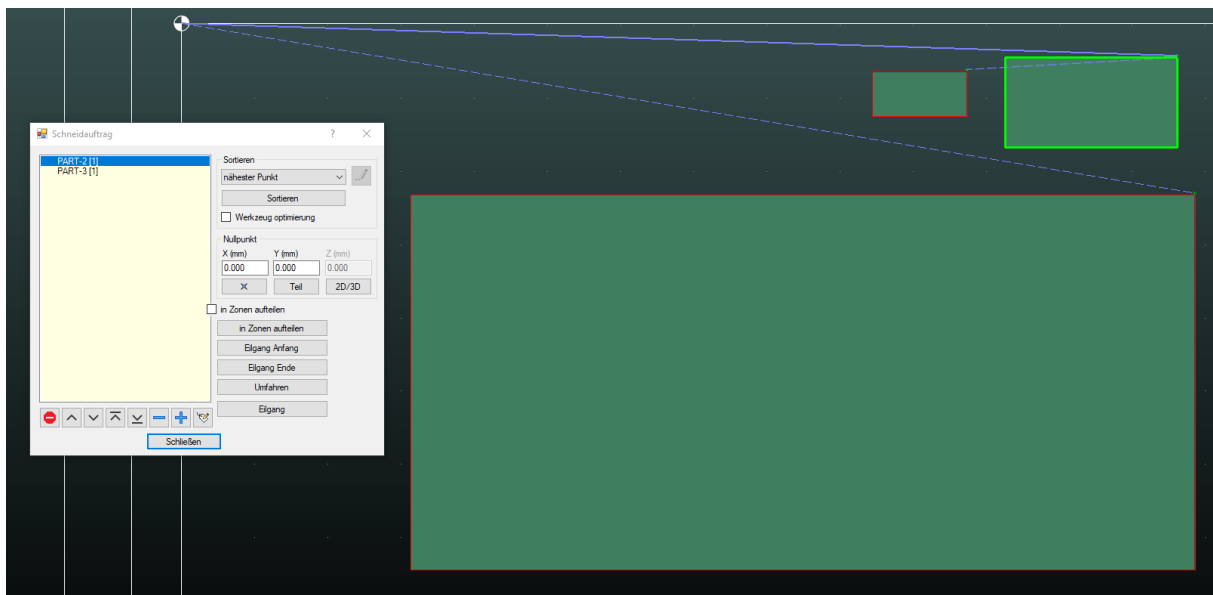 Schneidauftrag ? ×
PART-2 [1]
PART-3 [1]
Sortieren
nähester Punkt
Sortieren
Werkzeug optimierung
Nullpunkt
X (mm) Y (mm) Z (mm)
0.000 0.000 0.000
Teil 2D/3D
in Zonen aufteilen
in Zonen aufteilen
Eilgang Anfang
Eilgang Ende
Umfahren
Eilgang
Schließen